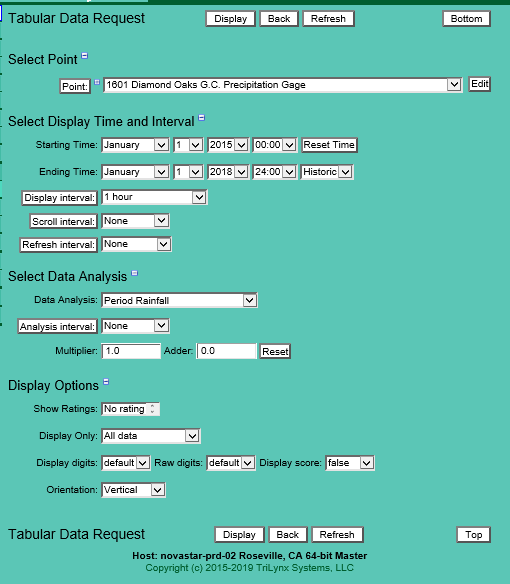 Tabular Data Request Display Back Refresh Bottom
Select Point
Point: 1601 Diamond Oaks G.C. Precipitation Gage Edit
Select Display Time and Interval
Starting Time: January 1 2015 00:00 Reset Time
Ending Time: January 1 2018 24:00 Historic
Display interval: 1 hour
Scroll interval: None
Refresh interval: None
Select Data Analysis
Data Analysis: Period Rainfall
Analysis interval: None
Multiplier: 1.0 Adder: 0.0 Reset
Display Options
Show Ratings: No rating
Display Only: All data
Display digits: default Raw digits: default Display score: false
Orientation: Vertical
Tabular Data Request Display Back Refresh Top
Host: novastar-prd-02 Roseville, CA 64-bit Master
Copyright (c) 2015-2019 TriLynx Systems, LLC